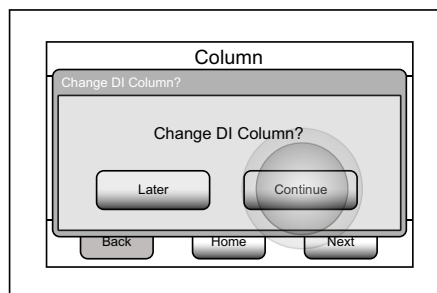 Column
Change DI Column?
Change DI Column?
Later Continue
Back Home Next